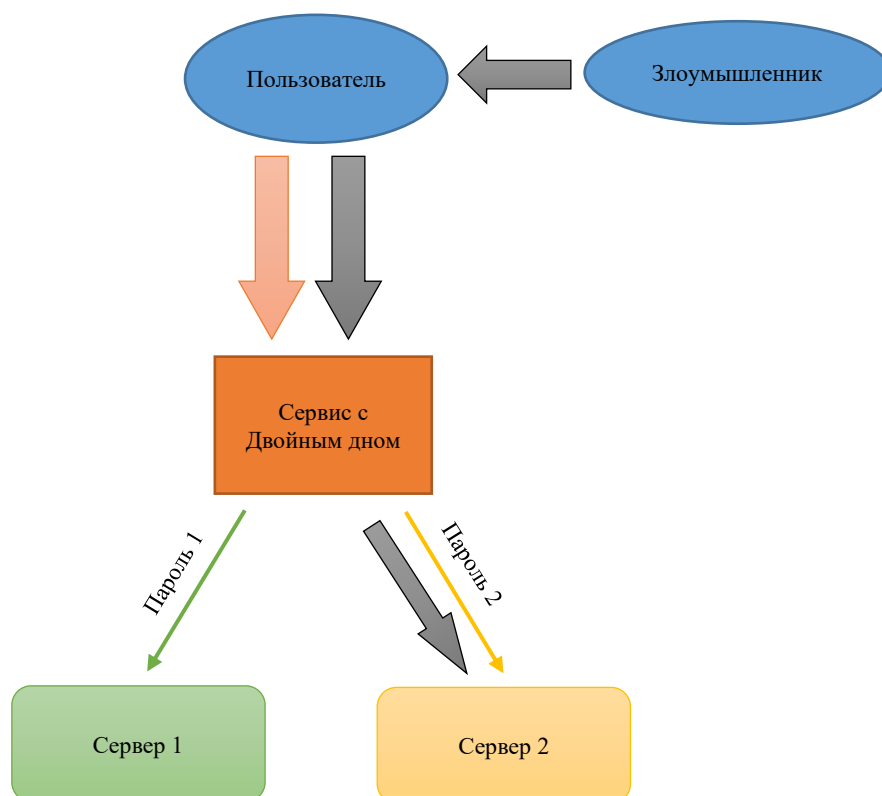 Пользователь
Злоумышленник
Сервис с
Двойным дном
Пароль 1
Пароль 2
Сервер 1
Сервер 2